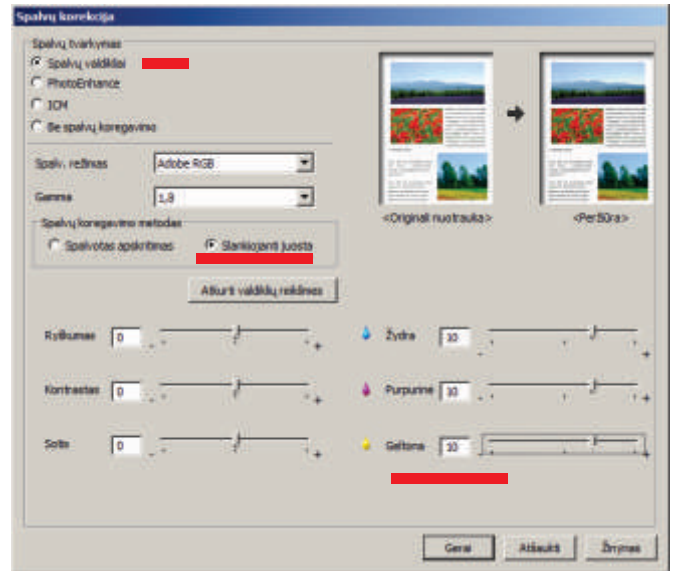 Spalvų korekcija
Spalvų tvarkymas
Spalvų valdikliai
PhotoEnhance
ICM
Be spalvų koregavimo
Spalv. režimas Adobe RGB
Gamma 1,8
Spalvų koregavimo metodas
Spalvotas apskritimas Slankiojanti juosta
<Originali nuotrauka> <Peržiūra>
Atkurti valdiklių reikšmes
Ryškumas 0 - +
Žydra 10 - +
Kontrastas 0 - +
Purpurinė 10 - +
Sotis 0 - +
Geltona 10 - +
Gerai Atšaukti Žinynas